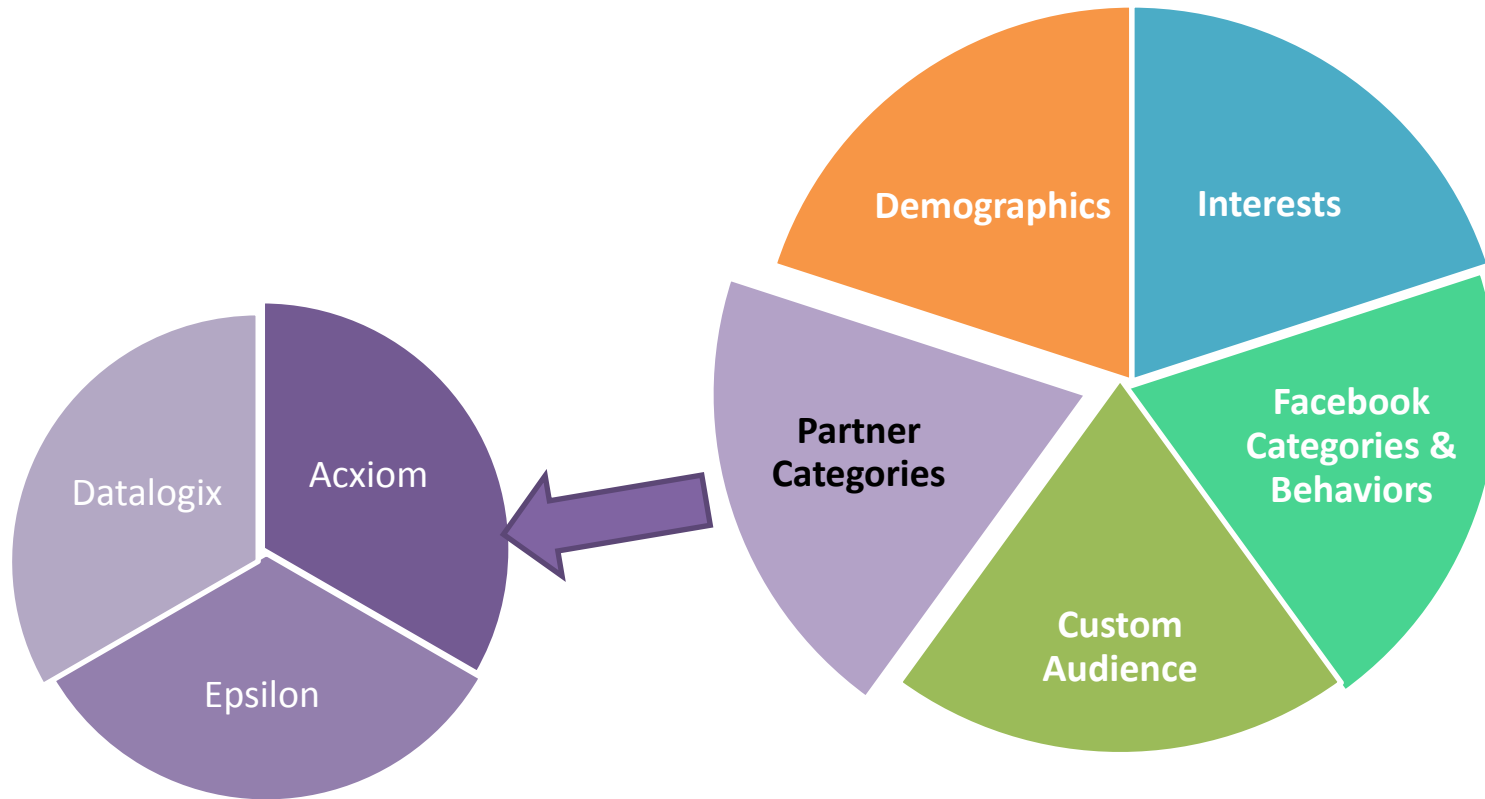 Demographics
Interests
Facebook
Categories &
Behaviors
Custom
Audience
Partner
Categories
Acxiom
Epsilon
Datalogix